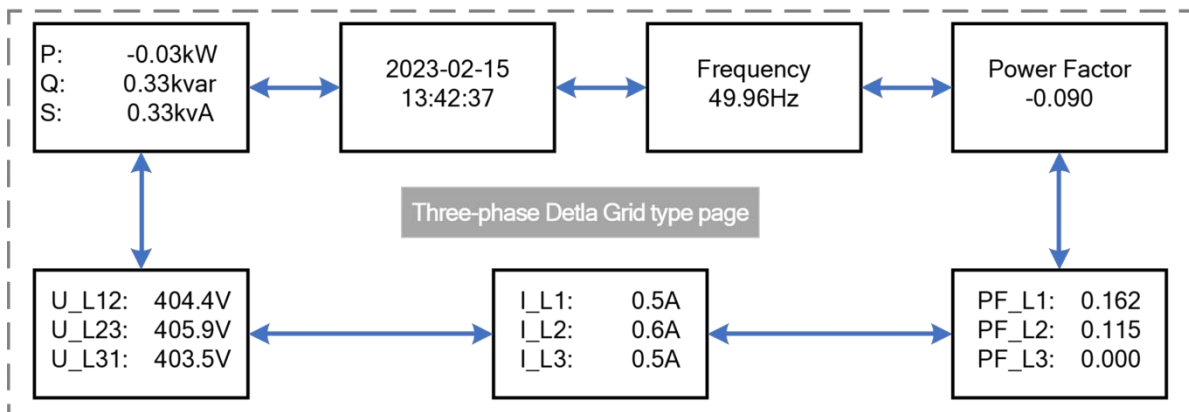 P: -0.03kW
Q: 0.33kvar
S: 0.33kvA
2023-02-15
13:42:37
Frequency
49.96Hz
Power Factor
-0.090
Three-phase Detla Grid type page
U_L12: 404.4V
U_L23: 405.9V
U_L31: 403.5V
I_L1: 0.5A
I_L2: 0.6A
I_L3: 0.5A
PF_L1: 0.162
PF_L2: 0.115
PF_L3: 0.000